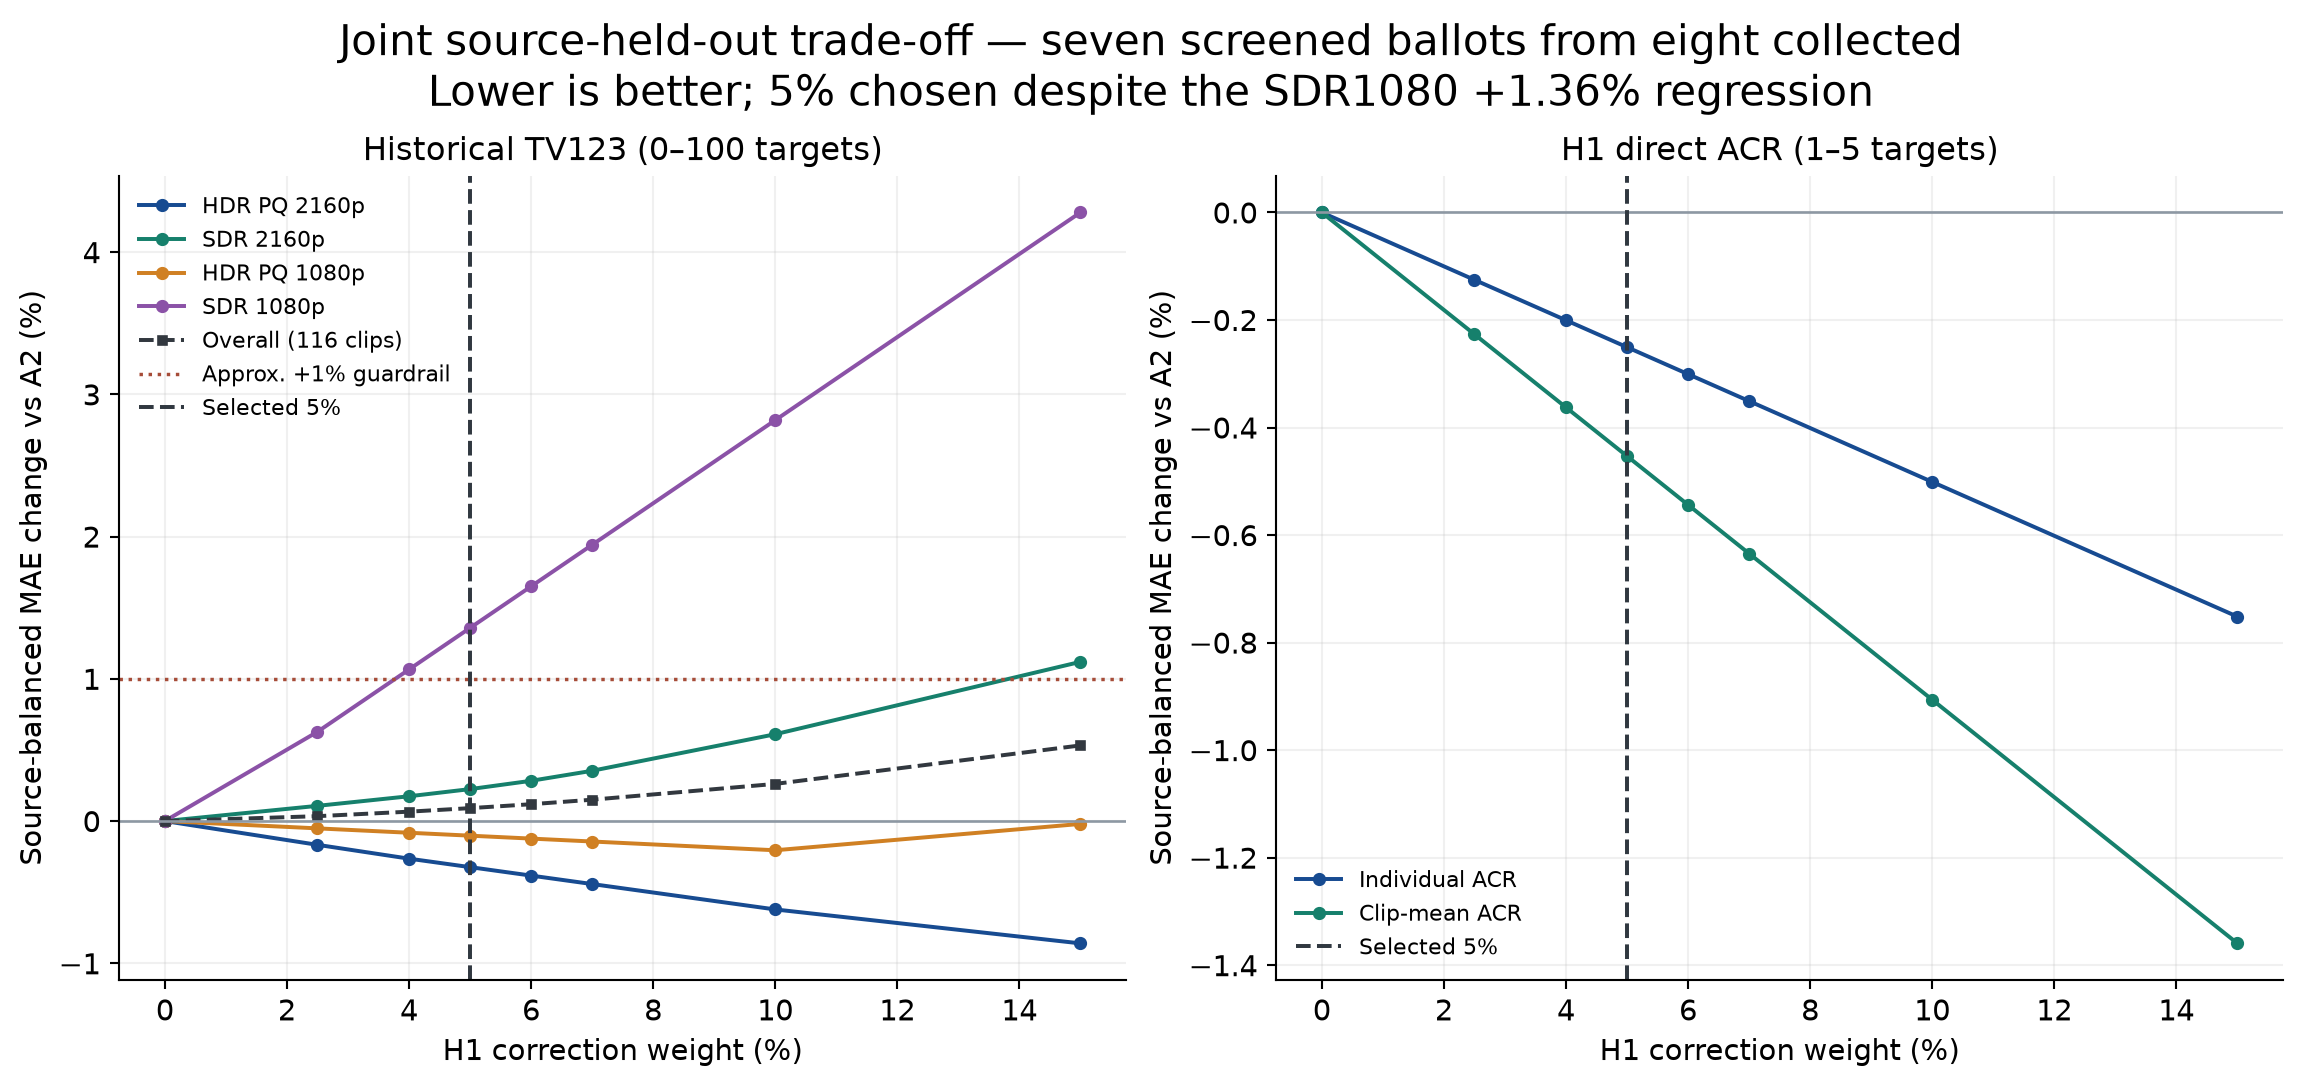 Joint source-held-out trade-off — seven screened ballots from eight collected
Lower is better; 5% chosen despite the SDR1080 +1.36% regression
Historical TV123 (0–100 targets)
Source-balanced MAE change vs A2 (%)
4
3
2
1
0
−1
HDR PQ 2160p
SDR 2160p
HDR PQ 1080p
SDR 1080p
Overall (116 clips)
Approx. +1% guardrail
Selected 5%
0 2 4 6 8 10 12 14
H1 correction weight (%)
H1 direct ACR (1–5 targets)
Source-balanced MAE change vs A2 (%)
0.0
−0.2
−0.4
−0.6
−0.8
−1.0
−1.2
−1.4
Individual ACR
Clip-mean ACR
Selected 5%
0 2 4 6 8 10 12 14
H1 correction weight (%)